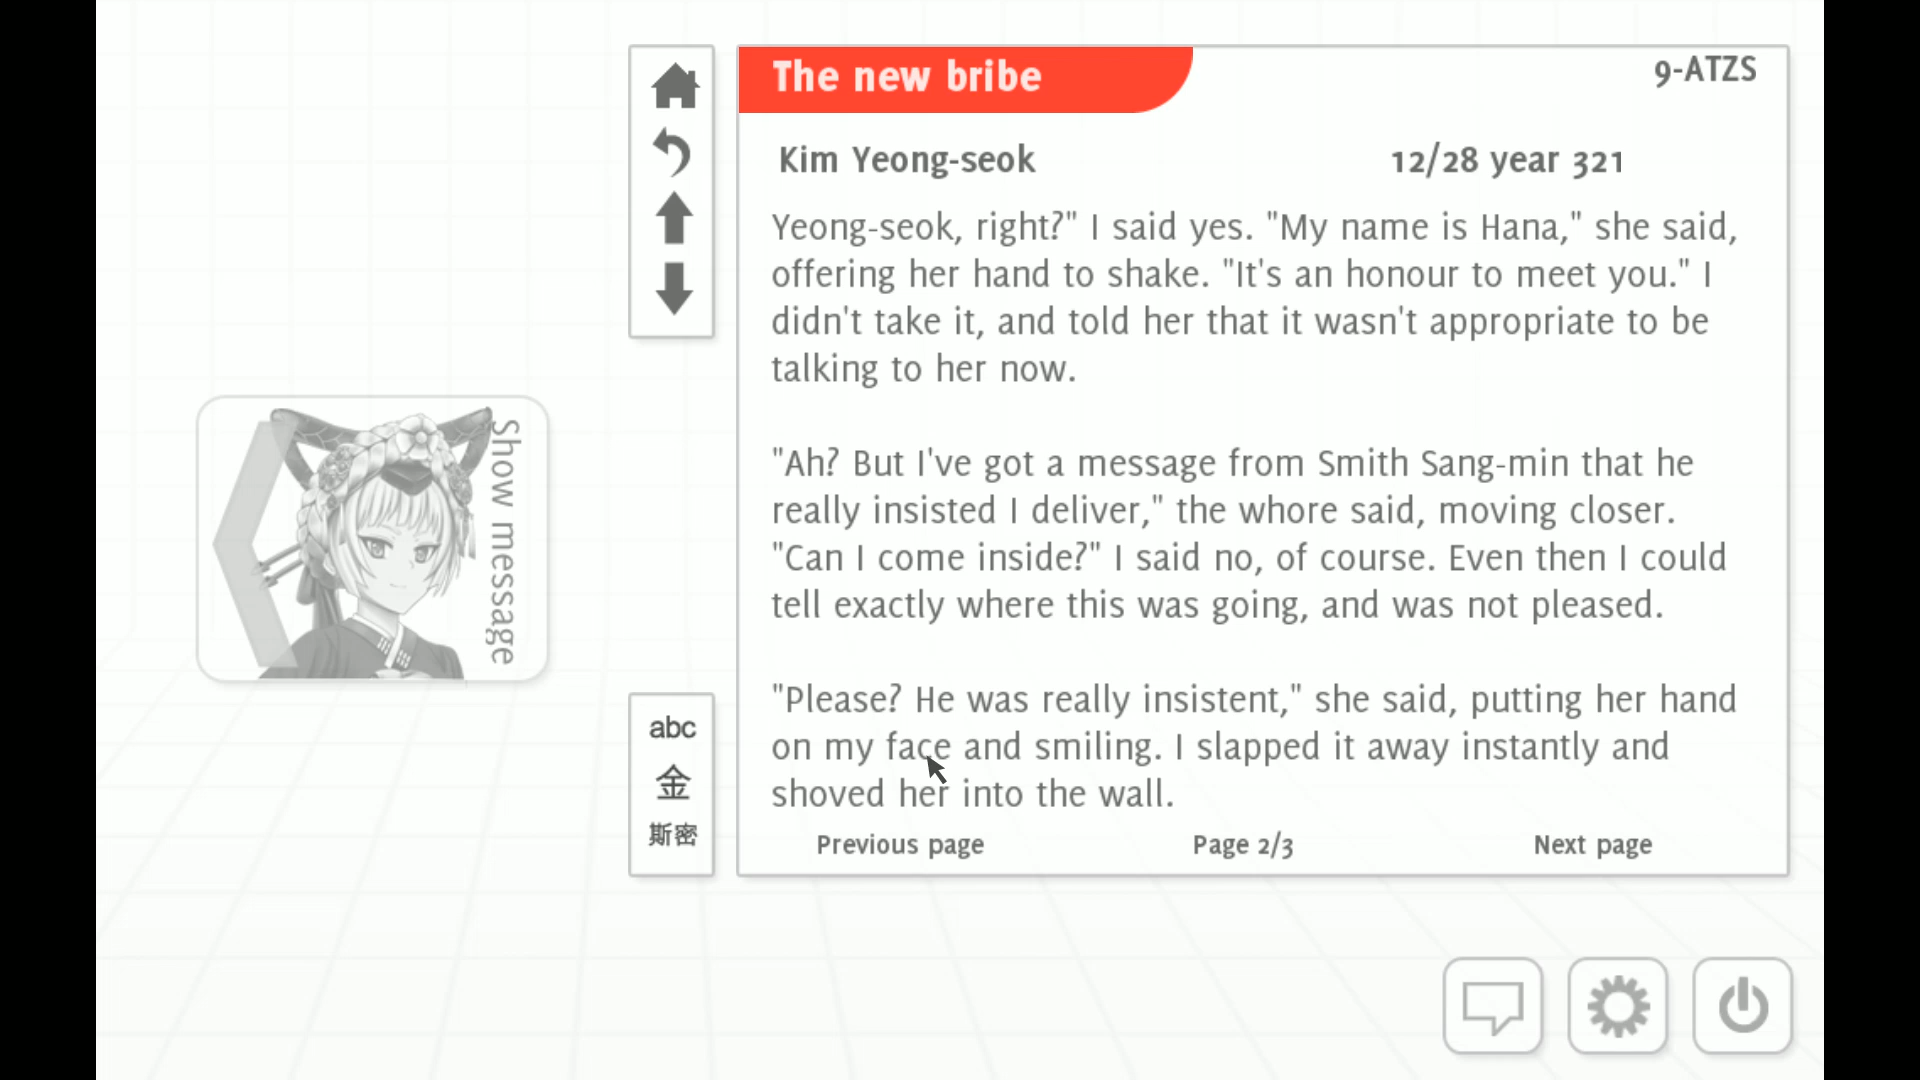 The new bribe
9-ATZS
Kim Yeong-seok
12/28 year 321
Yeong-seok, right?" I said yes. "My name is Hana," she said,
offering her hand to shake. "It's an honour to meet you." I
didn't take it, and told her that it wasn't appropriate to be
talking to her now.
"Ah? But I've got a message from Smith Sang-min that he
really insisted I deliver," the whore said, moving closer.
"Can I come inside?" I said no, of course. Even then I could
tell exactly where this was going, and was not pleased.
"Please? He was really insistent," she said, putting her hand
on my face and smiling. I slapped it away instantly and
shoved her into the wall.
Previous page
Page 2/3
Next page
Show message
abc
金
斯密